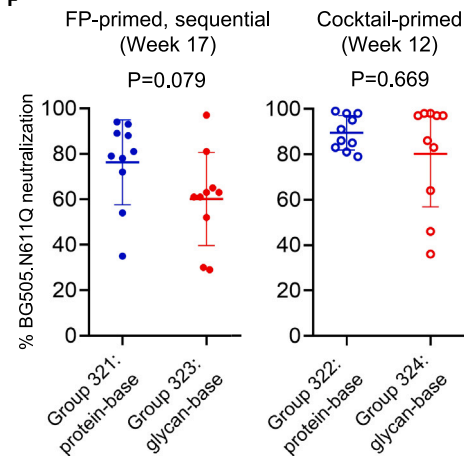 FP-primed, sequential
(Week 17)
Cocktail-primed
(Week 12)
P=0.079
P=0.669
% BG505.N611Q neutralization
100
80
60
40
20
0
100
80
60
40
20
0
Group 321:
protein-base
Group 323:
glycan-base
Group 322:
protein-base
Group 324:
glycan-base